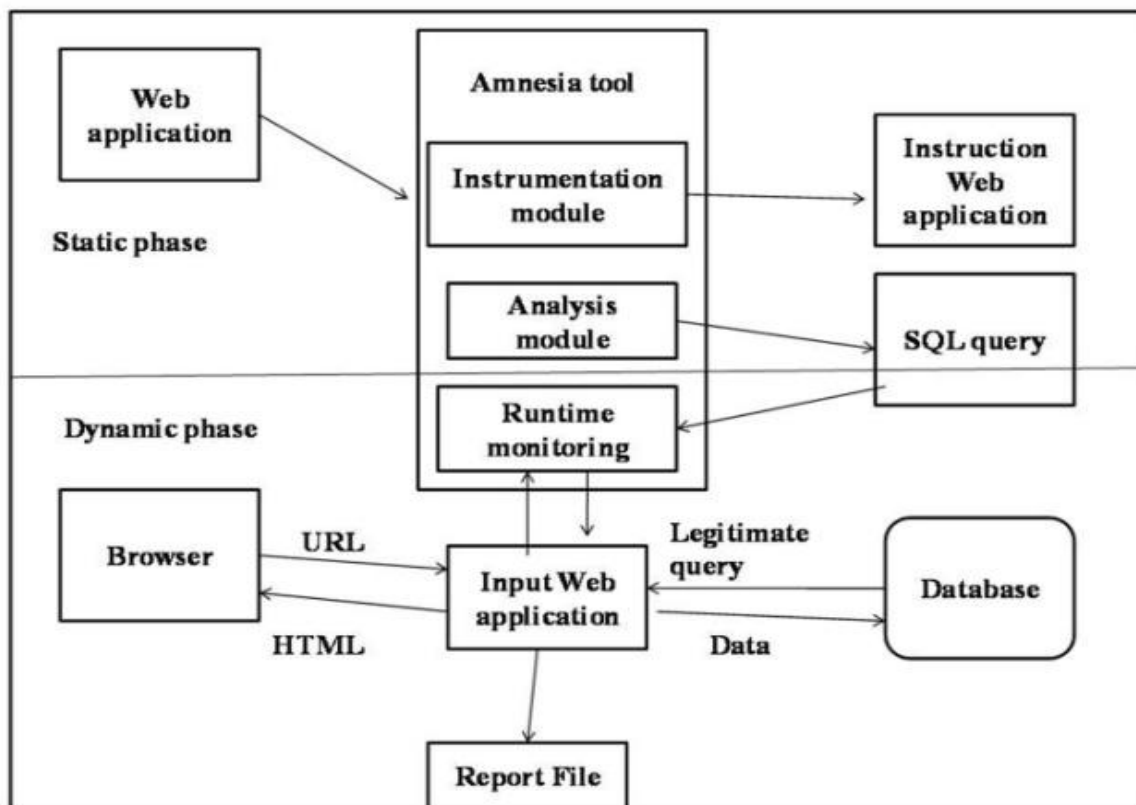 Web
application
Amnesia tool
Instrumentation
module
Instruction
Web
application
Static phase
Analysis
module
SQL query
Dynamic phase
Runtime
monitoring
Browser
URL
HTML
Input Web
application
Legitimate
query
Data
Database
Report File